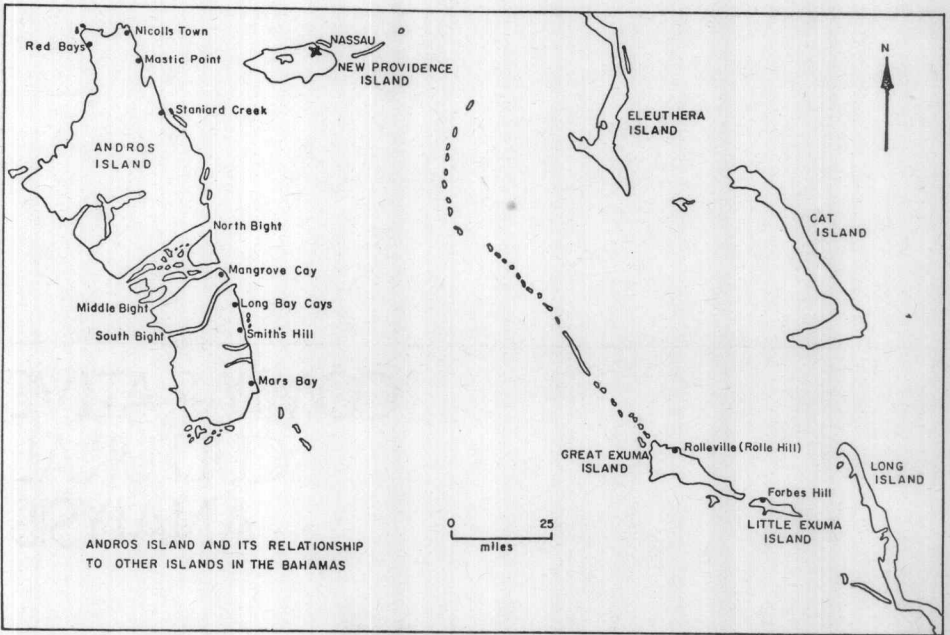 Nicolls Town
Red Bays
Mastic Point
Staniard Creek
ANDROS
ISLAND
North Bight
Mangrove Cay
Middle Bight
Long Bay Cays
South Bight
Smith's Hill
Mars Bay
NASSAU
NEW PROVIDENCE
ISLAND
ELEUTHERA
ISLAND
N
CAT
ISLAND
GREAT EXUMA
ISLAND
Rolleville (Rolle Hill)
Forbes Hill
LITTLE EXUMA
ISLAND
LONG
ISLAND
0 25
miles
ANDROS ISLAND AND ITS RELATIONSHIP
TO OTHER ISLANDS IN THE BAHAMAS